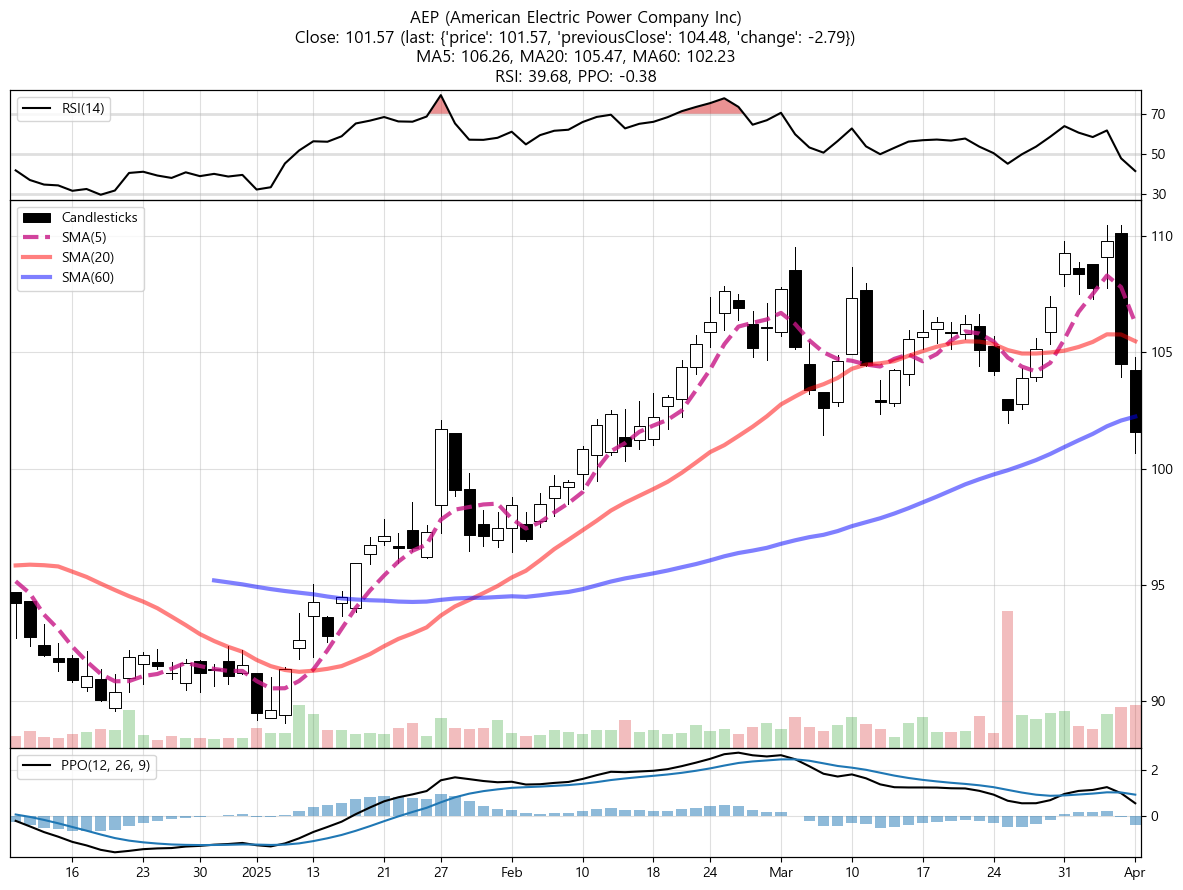 AEP (American Electric Power Company Inc)
Close: 101.57 (last: {'price': 101.57, 'previousClose': 104.48, 'change': -2.79})
MA5: 106.26, MA20: 105.47, MA60: 102.23
RSI: 39.68, PPO: -0.38
RSI(14)
70
50
30
Candlesticks
SMA(5)
SMA(20)
SMA(60)
110
105
100
95
90
PPO(12, 26, 9)
2
0
16 23 30 2025 13 21 27 Feb 10 18 24 Mar 10 17 24 31 Apr